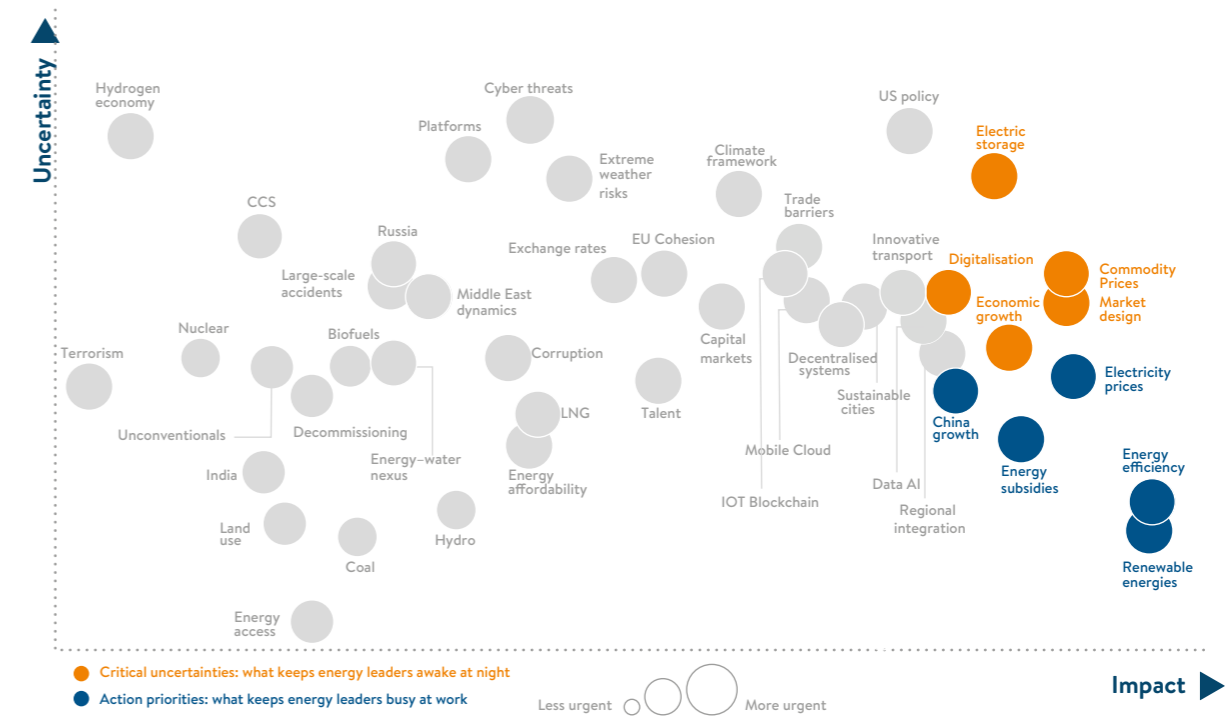 Uncertainty
Hydrogen
economy
Cyber threats
Platforms
Extreme
weather
risks
US policy
Electric
storage
Climate
framework
CCS
Trade
barriers
Russia
Large-scale
accidents
Middle East
dynamics
Exchange rates
EU Cohesion
Innovative
transport
Digitalisation
Commodity
Prices
Market
design
Economic
growth
Nuclear
Terrorism
Biofuels
Corruption
Capital
markets
Decentralised
systems
Electricity
prices
Sustainable
cities
Talent
LNG
China
growth
Unconventionals
Decommissioning
Energy–water
nexus
Mobile Cloud
India
Energy
affordability
Data AI
Energy
subsidies
Energy
efficiency
IOT Blockchain
Regional
integration
Land
use
Hydro
Coal
Renewable
energies
Energy
access
Critical uncertainties: what keeps energy leaders awake at night
Action priorities: what keeps energy leaders busy at work
Less urgent
More urgent
Impact